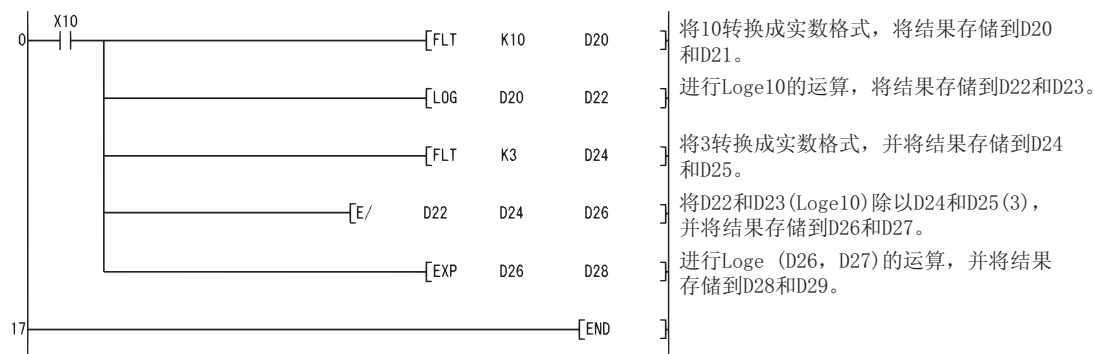 X10
0 [FLT K10 D20 ] 将10转换成实数格式，将结果存储到D20
和D21。
[LOG D20 D22 ] 进行Loge10的运算，将结果存储到D22和D23。
[FLT K3 D24 ] 将3转换成实数格式，并将结果存储到D24
和D25。
[E/ D22 D24 D26 ] 将D22和D23(Loge10)除以D24和D25(3)，
并将结果存储到D26和D27。
[EXP D26 D28 ] 进行Loge (D26，D27)的运算，并将结果
存储到D28和D29。
17 [END ]